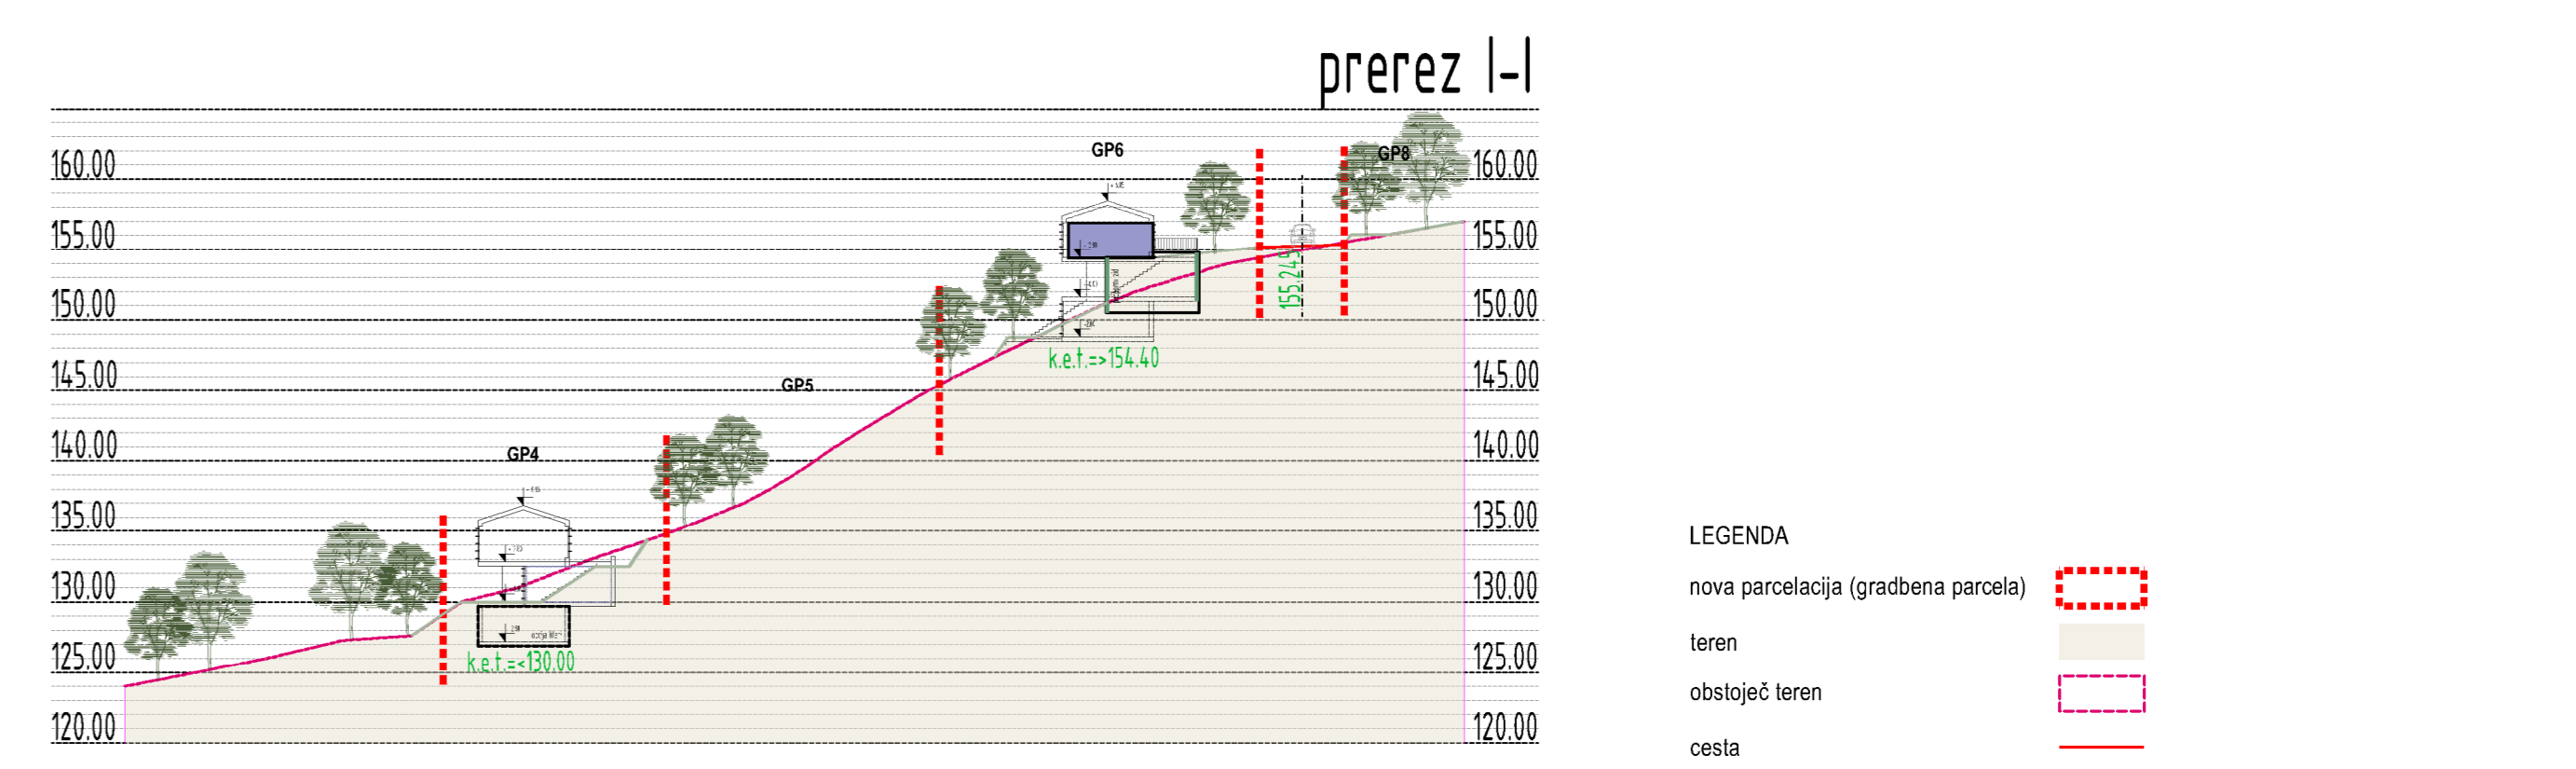 prerez I-I
GP6
GP8
160.00 160.00
155.00 155.00
155.245
150.00 150.00
k.e.t.=>154.40
145.00 GP5 145.00
140.00 140.00
GP4
135.00 135.00
130.00 130.00
k.e.t.=<130.00
125.00 125.00
120.00 120.00
LEGENDA
nova parcelacija (gradbena parcela)
teren
obstoječ teren
cesta